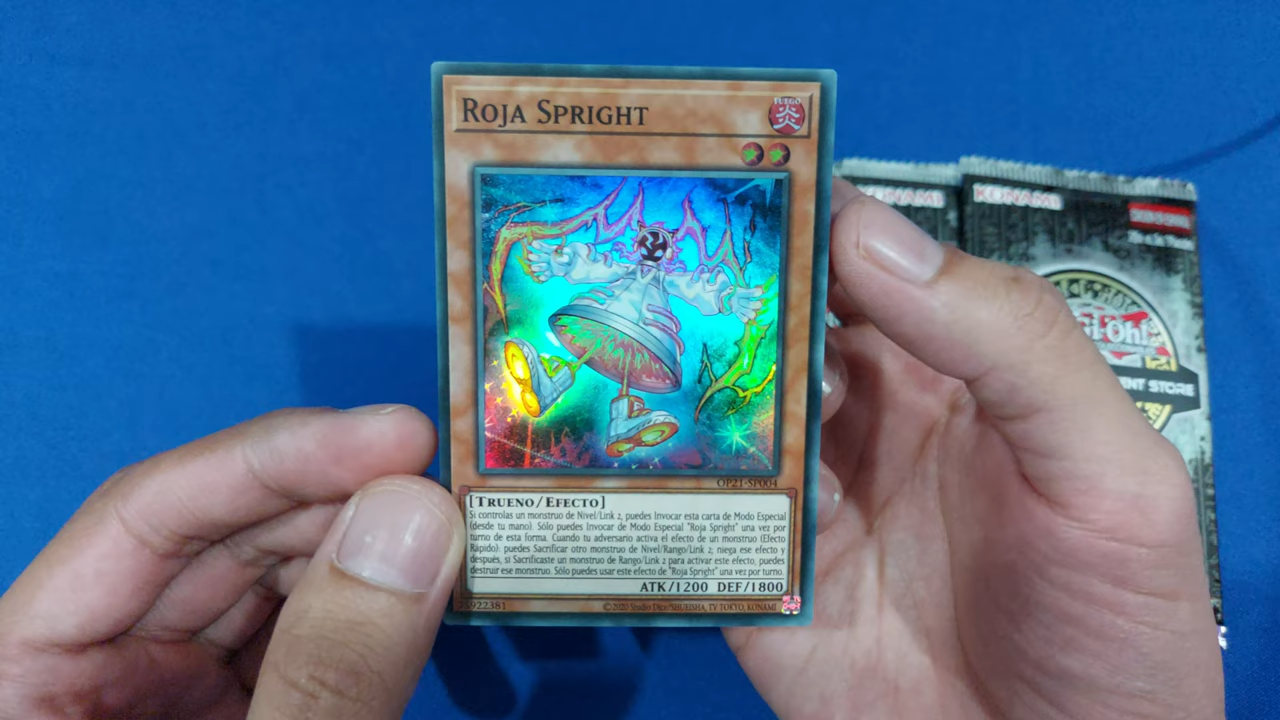 Roja Spright
FUEGO
炎
KONAMI
KONAMI
OP21-SP004
[Trueno/Efecto]
Si controlas un monstruo de Nivel/Link 2, puedes Invocar esta carta de Modo Especial
(desde tu mano). Sólo puedes Invocar de Modo Especial "Roja Spright" una vez por
turno de esta forma. Cuando tu adversario activa el efecto de un monstruo (Efecto
Rápido): puedes Sacrificar otro monstruo de Nivel/Rango/Link 2; niega ese efecto y
después, si Sacrificaste un monstruo de Rango/Link 2 para activar este efecto, puedes
destruir ese monstruo. Sólo puedes usar este efecto de "Roja Spright" una vez por turno.
ATK/1200 DEF/1800
©2020 Studio Dice/SHUEISHA, TV TOKYO, KONAMI
Gi-Oh!
ENT STORE